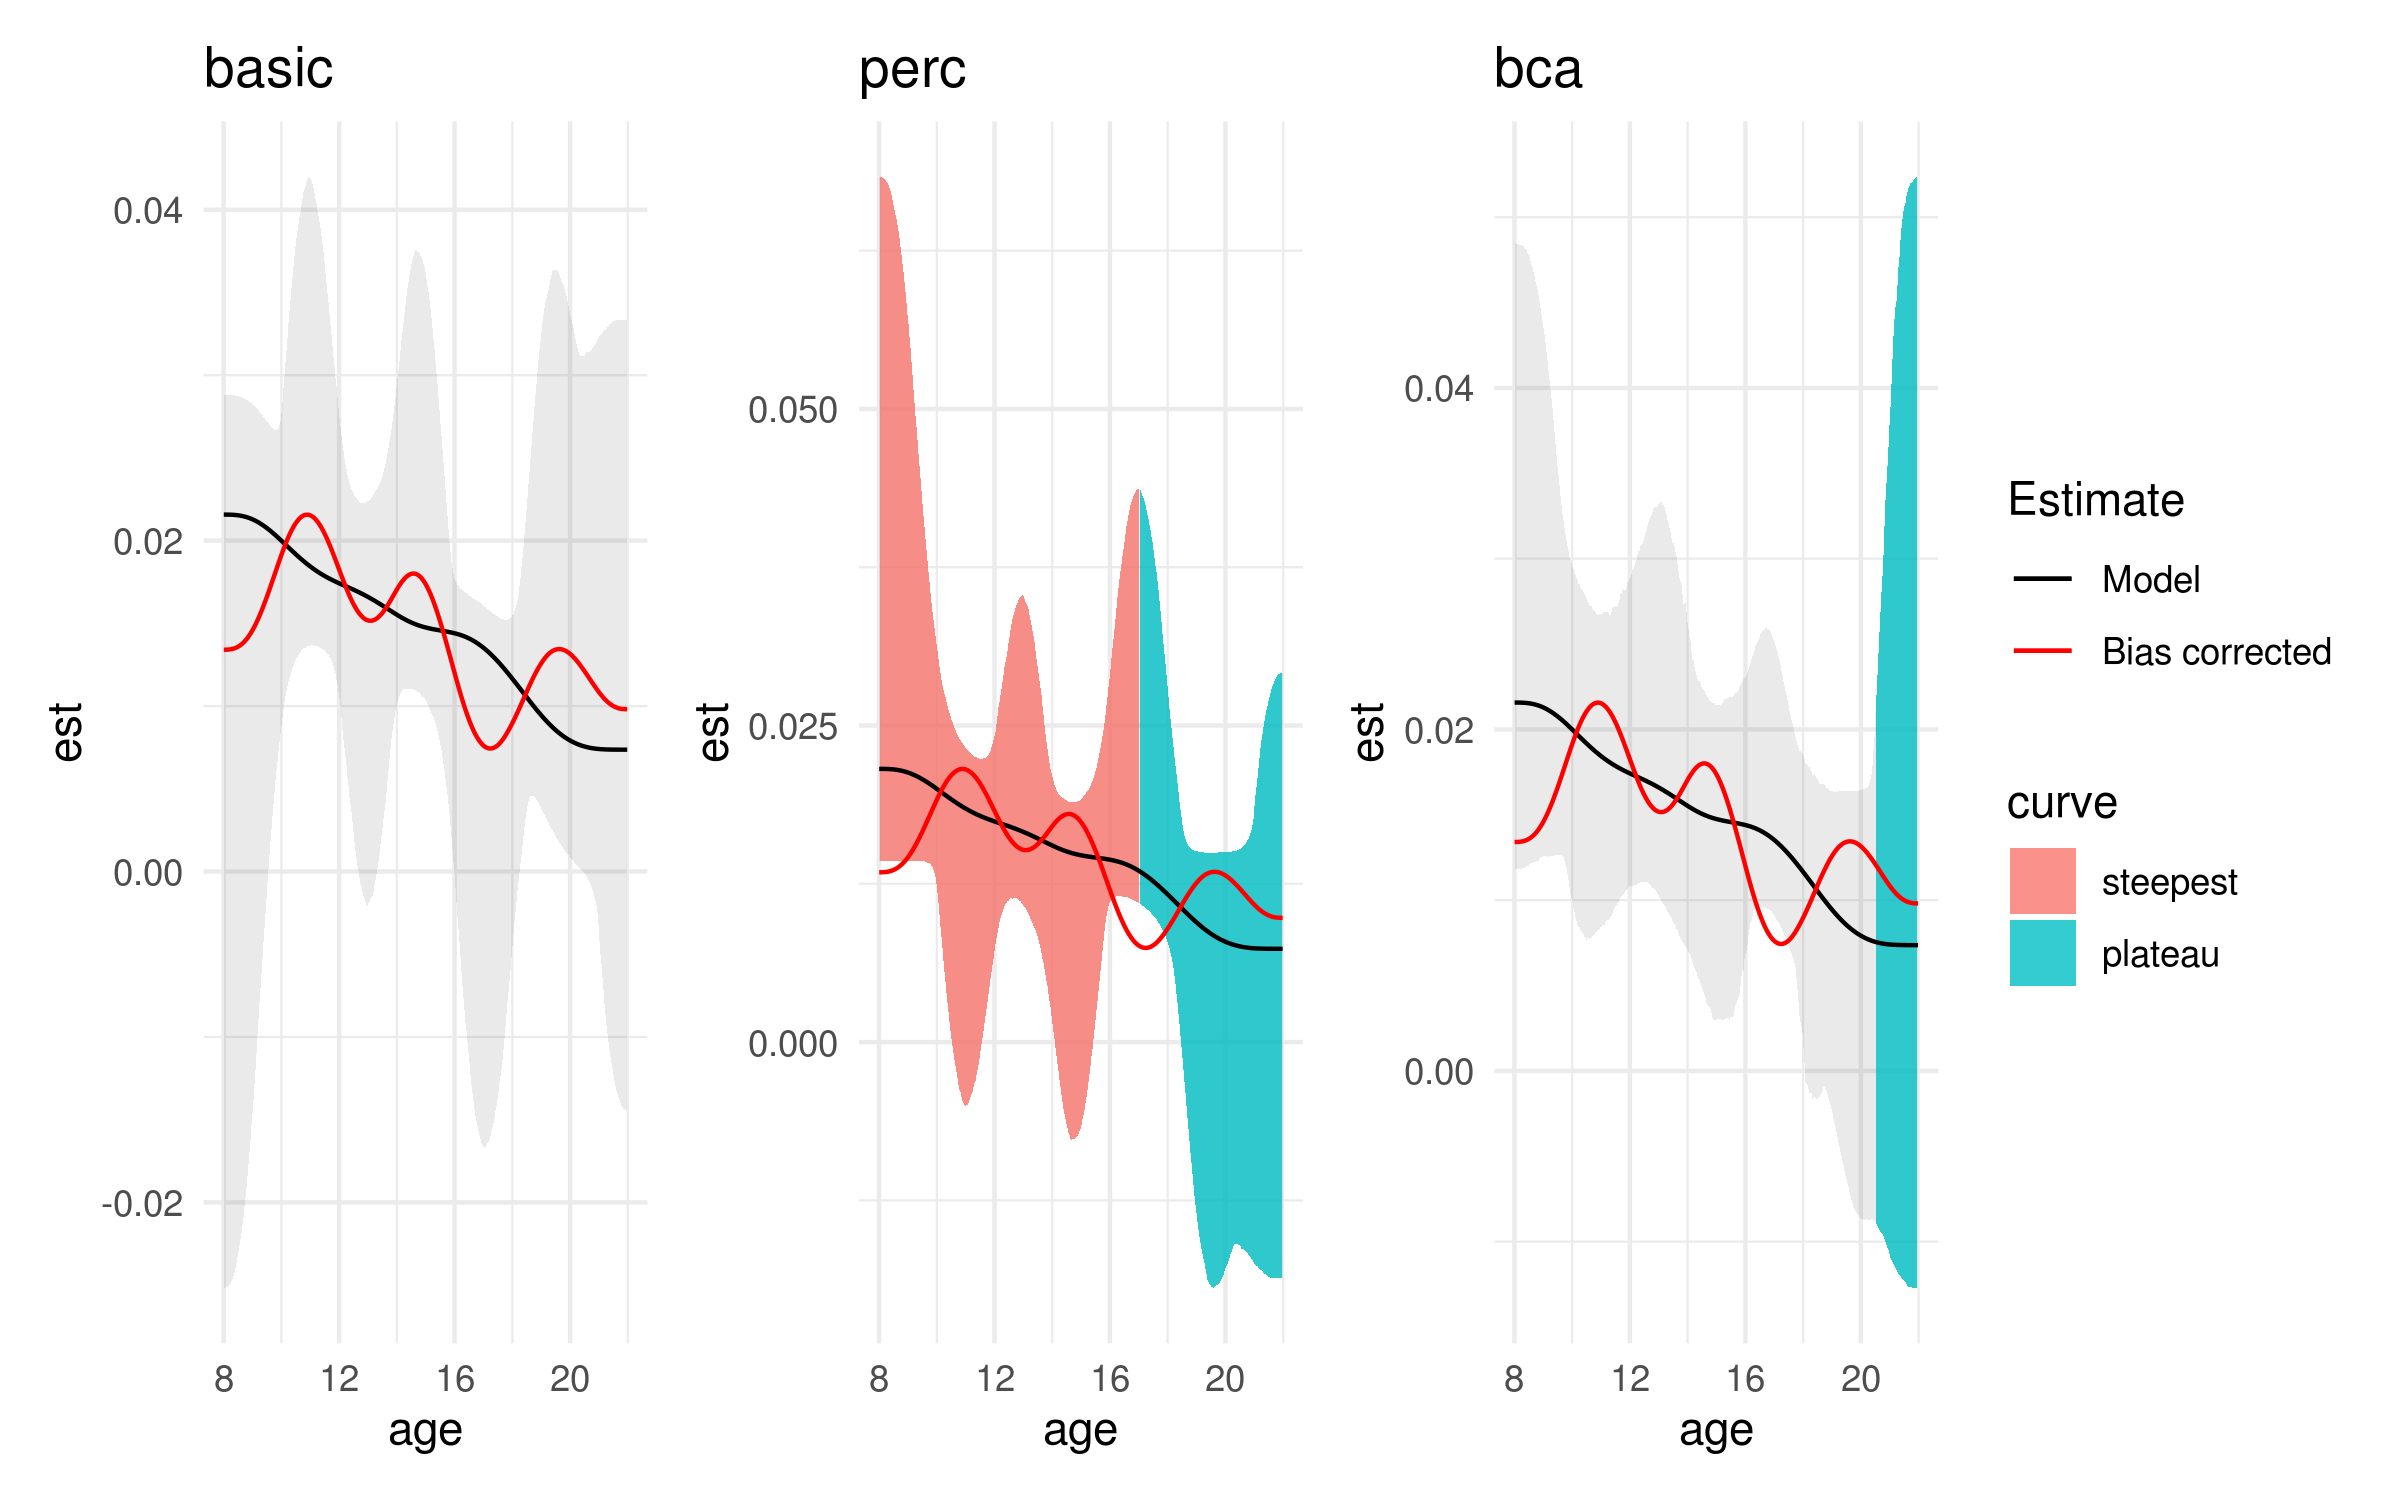 basic
perc
bca
0.04
0.02
0.00
-0.02
est
8 12 16 20
age
0.050
0.025
0.000
est
8 12 16 20
age
0.04
0.02
0.00
est
8 12 16 20
age
Estimate
Model
Bias corrected
curve
steepest
plateau